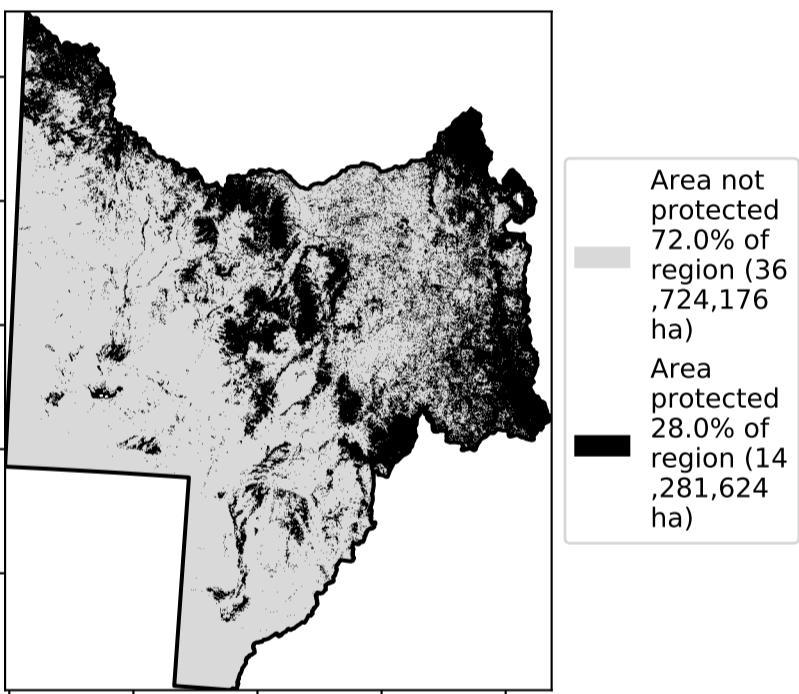 Area not
protected
72.0% of
region (36
,724,176
ha)
Area
protected
28.0% of
region (14
,281,624
ha)